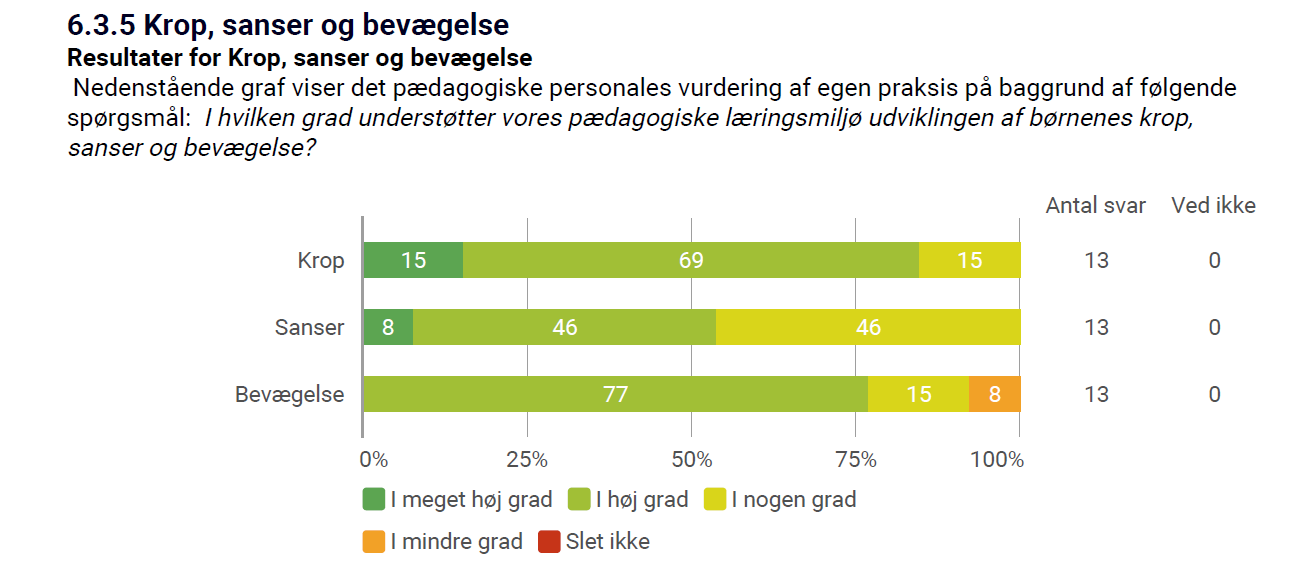 6.3.5 Krop, sanser og bevægelse
Resultater for Krop, sanser og bevægelse
Nedenstående graf viser det pædagogiske personales vurdering af egen praksis på baggrund af følgende
spørgsmål: I hvilken grad understøtter vores pædagogiske læringsmiljø udviklingen af børnenes krop,
sanser og bevægelse?
Antal svar Ved ikke
Krop 15 69 15 13 0
Sanser 8 46 46 13 0
Bevægelse 77 15 8 13 0
0% 25% 50% 75% 100%
I meget høj grad I høj grad I nogen grad
I mindre grad Slet ikke